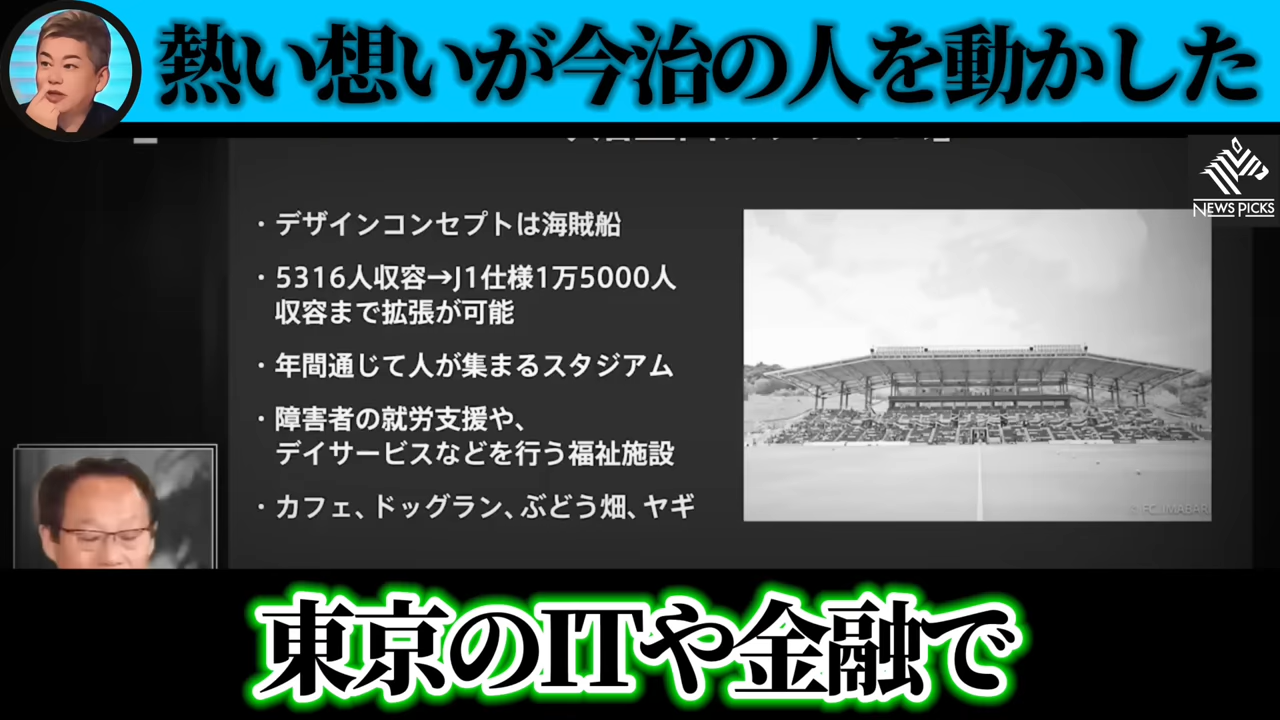 熱い想いが今治の人を動かした
NEWS PICKS
・デザインコンセプトは海賊船
・5316人収容→J1仕様1万5000人
収容まで拡張が可能
・年間通じて人が集まるスタジアム
・障害者の就労支援や、
デイサービスなどを行う福祉施設
・カフェ、ドッグラン、ぶどう畑、ヤギ
© FC. IMABARI
東京のITや金融で